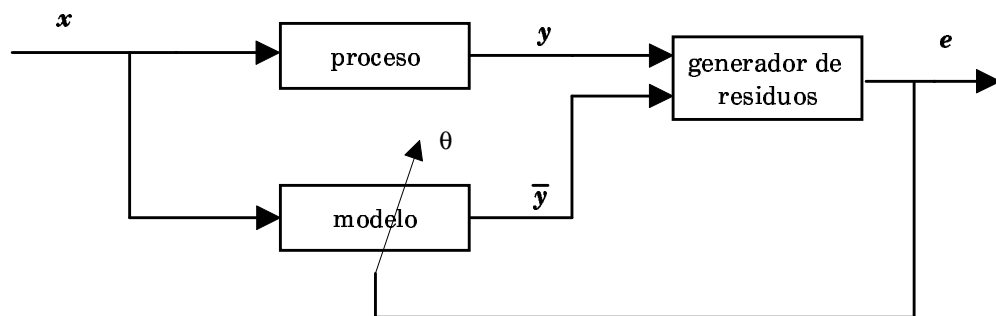 x
proceso
y
generador de
residuos
e
θ
modelo
ȳ